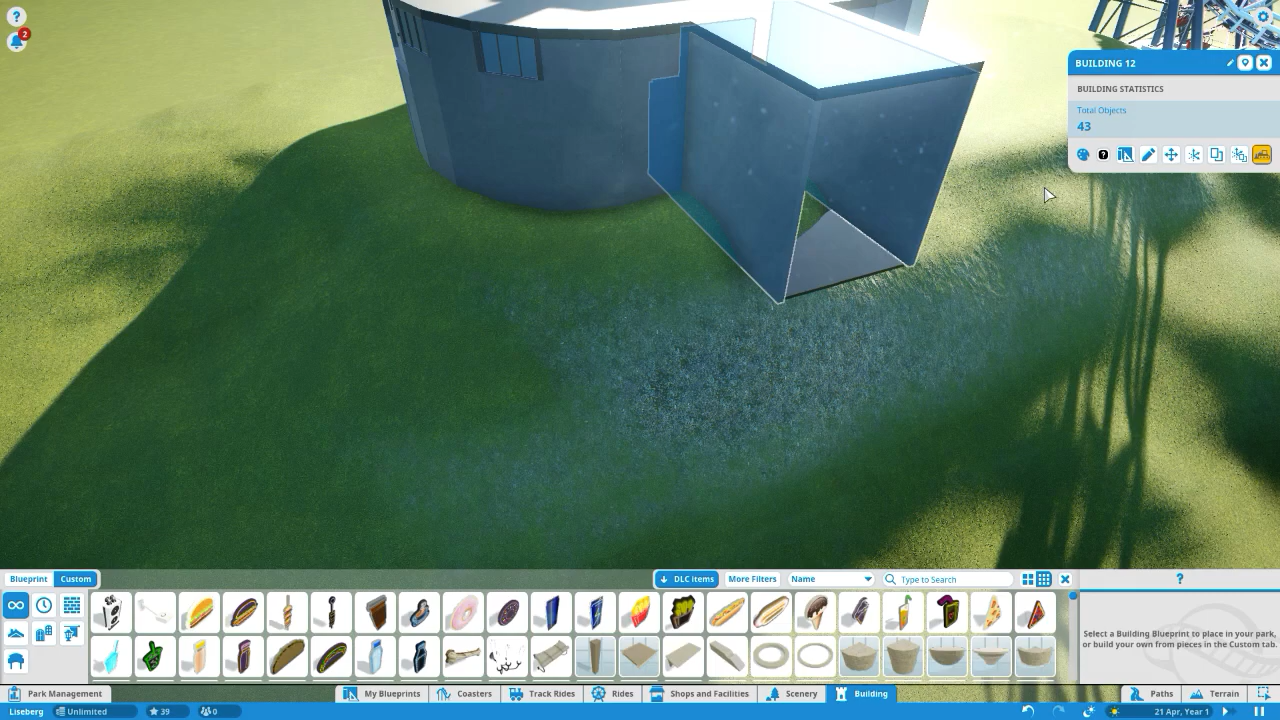 ?
2
BUILDING 12
BUILDING STATISTICS
Total Objects
43
?
Blueprint
Custom
DLC items
More Filters
Name
Type to Search
?
Select a Building Blueprint to place in your park,
or build your own from pieces in the Custom tab.
Park Management
My Blueprints
Coasters
Track Rides
Rides
Shops and Facilities
Scenery
Building
Paths
Terrain
Liseberg
Unlimited
39
0
21 Apr, Year 1